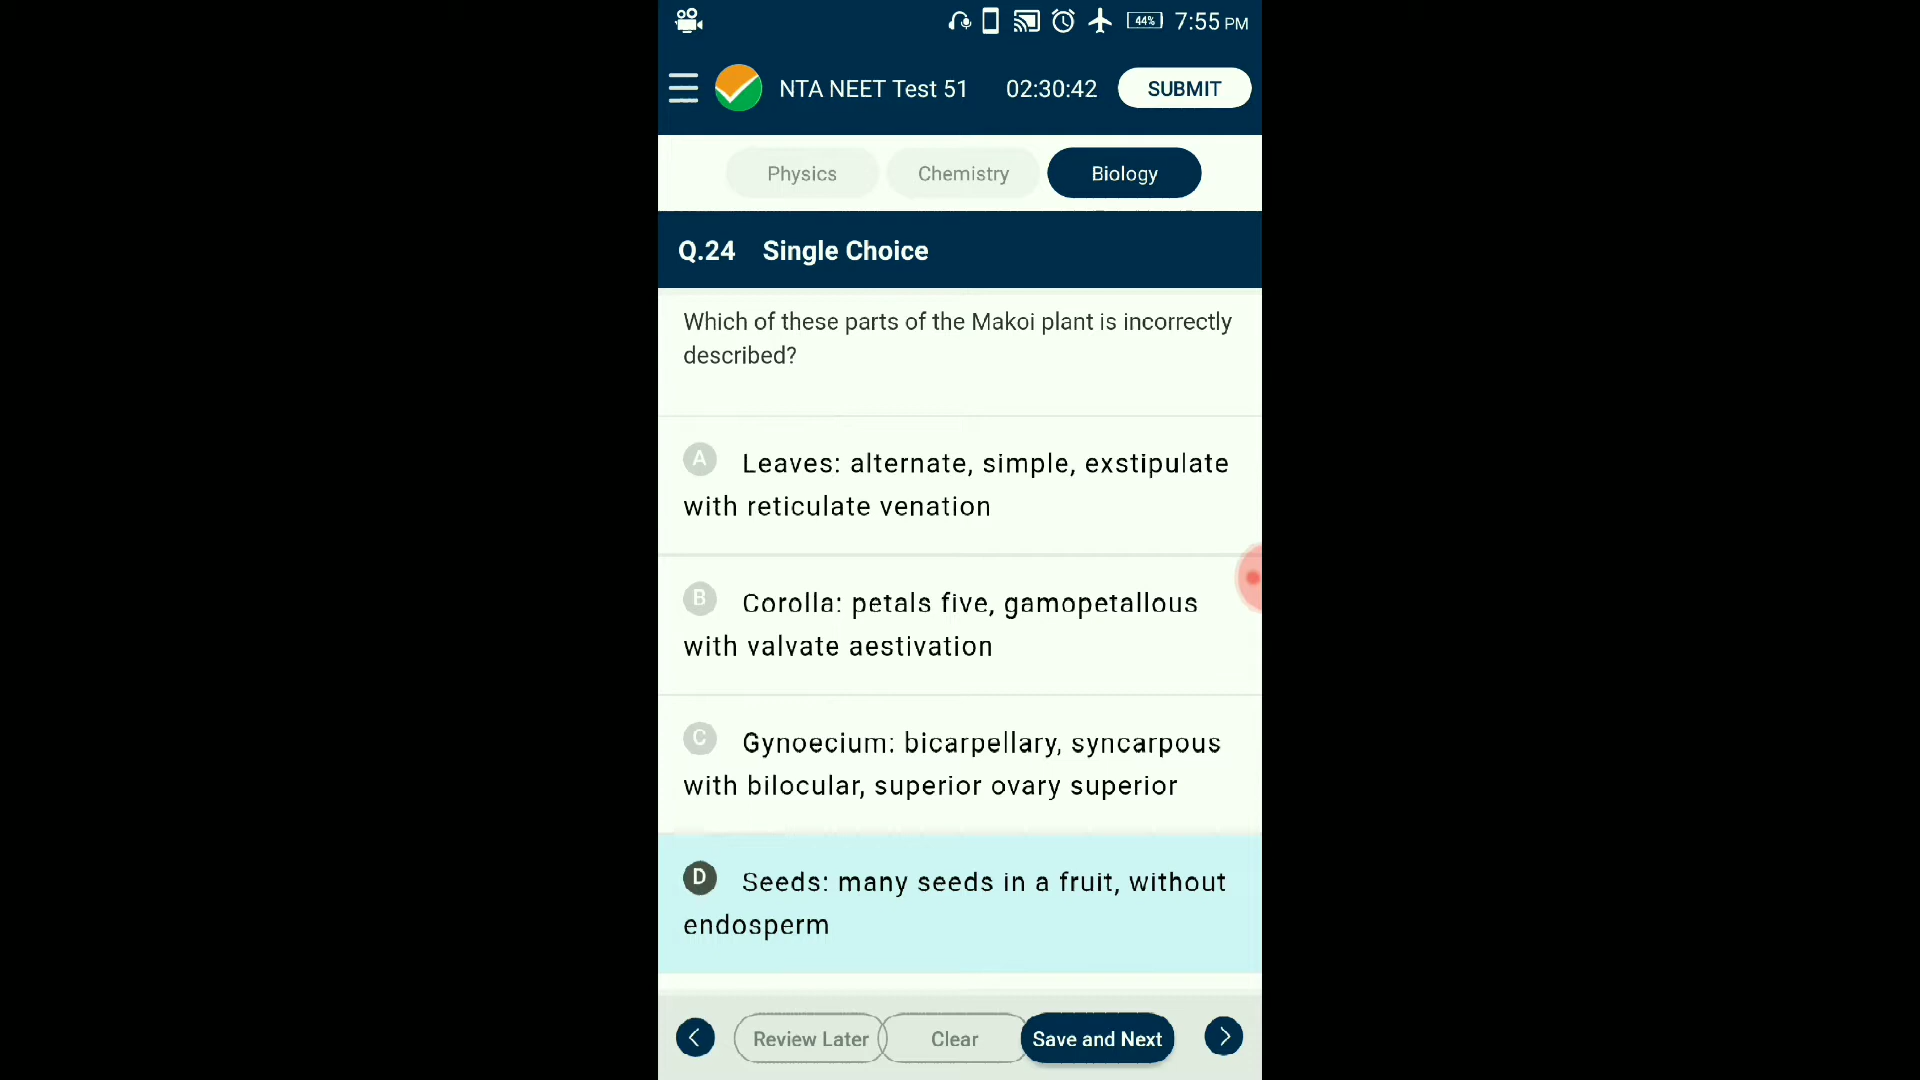 44% 7:55 PM
NTA NEET Test 51 02:30:42 SUBMIT
Physics Chemistry Biology
Q.24 Single Choice
Which of these parts of the Makoi plant is incorrectly
described?
A Leaves: alternate, simple, exstipulate
with reticulate venation
B Corolla: petals five, gamopetallous
with valvate aestivation
C Gynoecium: bicarpellary, syncarpous
with bilocular, superior ovary superior
D Seeds: many seeds in a fruit, without
endosperm
Review Later Clear Save and Next